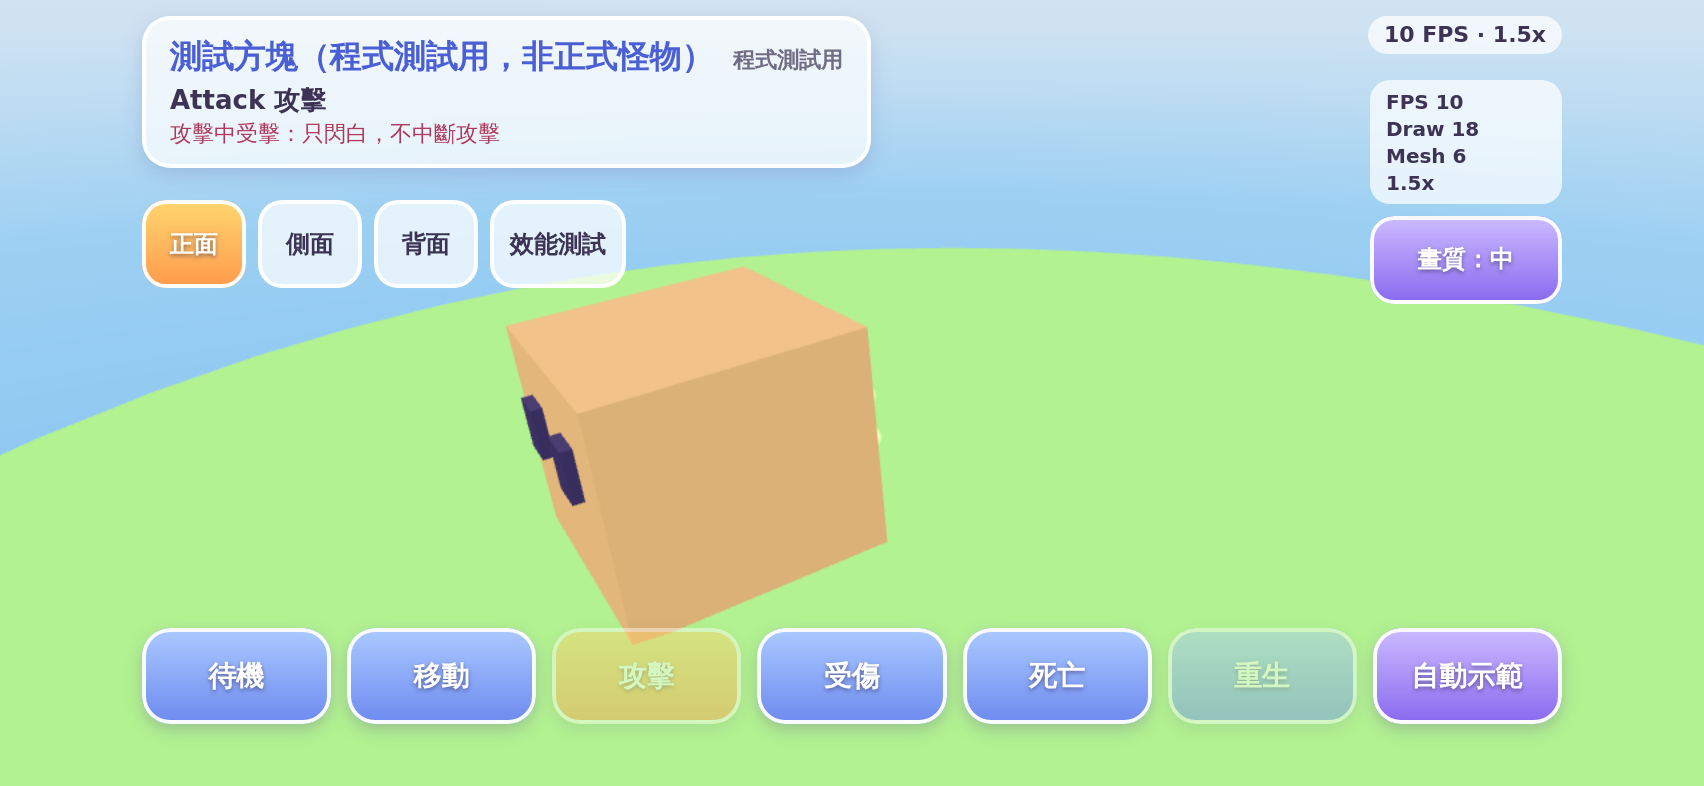 測試方塊（程式測試用，非正式怪物） 程式測試用
Attack 攻擊
攻擊中受擊：只閃白，不中斷攻擊
10 FPS · 1.5x
FPS 10
Draw 18
Mesh 6
1.5x
正面 側面 背面 效能測試
畫質：中
待機 移動 攻擊 受傷 死亡 重生 自動示範